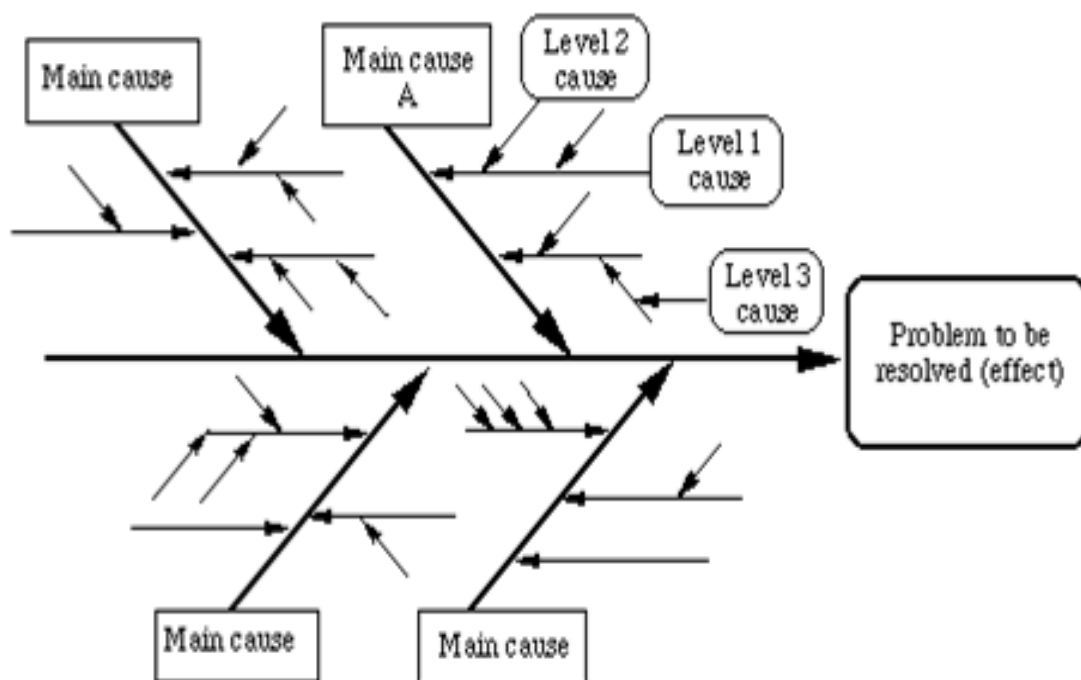 Main cause
Main cause
A
Level 2
cause
Level 1
cause
Level 3
cause
Problem to be
resolved (effect)
Main cause
Main cause